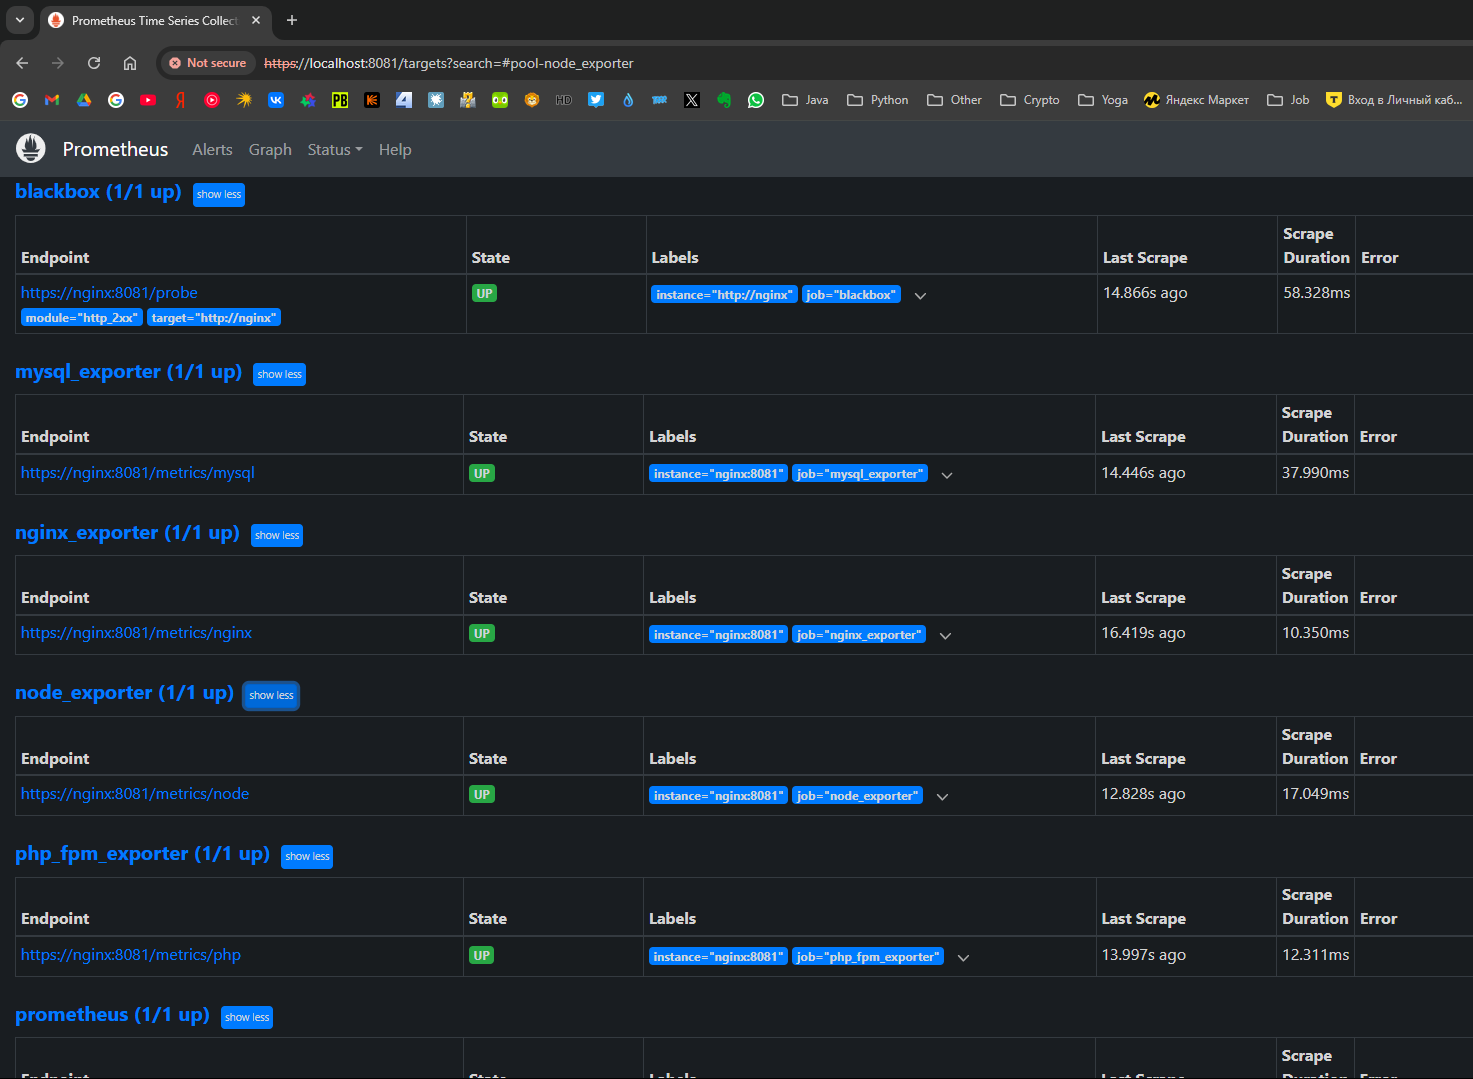 Prometheus Time Series Collect
Not secure https://localhost:8081/targets?search=#pool-node_exporter
Java Python Other Crypto Yoga Яндекс Маркет Job Вход в Личный каб...
Prometheus Alerts Graph Status Help
blackbox (1/1 up) show less
Endpoint State Labels Last Scrape Scrape Duration Error
https://nginx:8081/probe UP instance="http://nginx" job="blackbox" 14.866s ago 58.328ms
module="http_2xx" target="http://nginx"
mysql_exporter (1/1 up) show less
Endpoint State Labels Last Scrape Scrape Duration Error
https://nginx:8081/metrics/mysql UP instance="nginx:8081" job="mysql_exporter" 14.446s ago 37.990ms
nginx_exporter (1/1 up) show less
Endpoint State Labels Last Scrape Scrape Duration Error
https://nginx:8081/metrics/nginx UP instance="nginx:8081" job="nginx_exporter" 16.419s ago 10.350ms
node_exporter (1/1 up) show less
Endpoint State Labels Last Scrape Scrape Duration Error
https://nginx:8081/metrics/node UP instance="nginx:8081" job="node_exporter" 12.828s ago 17.049ms
php_fpm_exporter (1/1 up) show less
Endpoint State Labels Last Scrape Scrape Duration Error
https://nginx:8081/metrics/php UP instance="nginx:8081" job="php_fpm_exporter" 13.997s ago 12.311ms
prometheus (1/1 up) show less
Scrape